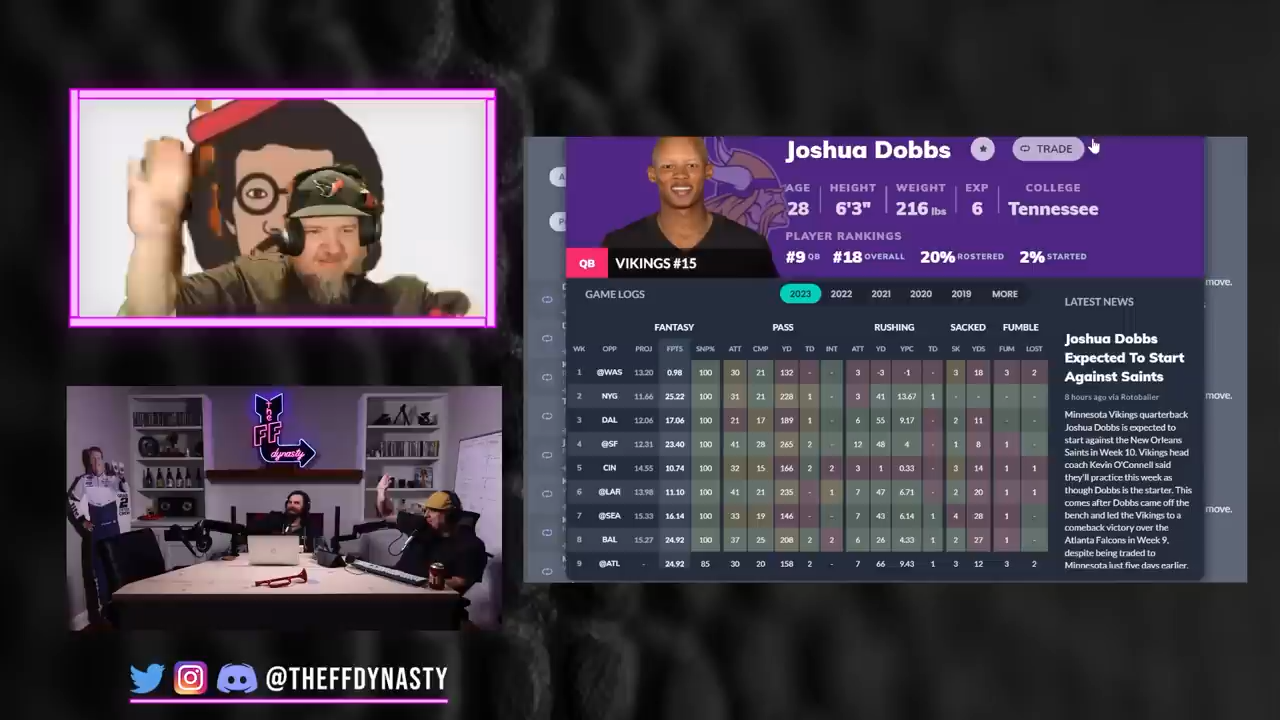 The
FF
dynasty
@THEFFDYNASTY
Joshua Dobbs
TRADE
AGE HEIGHT WEIGHT EXP COLLEGE
28 6'3" 216 lbs 6 Tennessee
PLAYER RANKINGS
#9 QB #18 OVERALL 20% ROSTERED 2% STARTED
QB VIKINGS #15
GAME LOGS 2023 2022 2021 2020 2019 MORE
FANTASY PASS RUSHING SACKED FUMBLE
WK OPP PROJ FPTS SNP% ATT CMP YD TD INT ATT YD YPC TD SK YDS FUM LOST
1 @WAS 13.20 0.98 100 30 21 132 - - 3 -3 -1 - 3 18 3 2
2 NYG 11.66 25.22 100 31 21 228 1 - 3 41 13.67 1 - - - -
3 DAL 12.06 17.06 100 21 17 189 1 - 6 55 9.17 - 2 11 - -
4 @SF 12.31 23.40 100 41 28 265 2 - 12 48 4 - 1 8 1 -
5 CIN 14.55 10.74 100 32 15 166 2 2 3 1 0.33 - 3 14 1 1
6 @LAR 13.98 11.10 100 41 21 235 - 1 7 47 6.71 - 2 20 1 1
7 @SEA 15.33 16.14 100 33 19 146 - - 7 43 6.14 1 4 28 1 -
8 BAL 15.27 24.92 100 37 25 208 2 2 6 26 4.33 1 2 27 1 -
9 @ATL - 24.92 85 30 20 158 2 - 7 66 9.43 1 3 12 3 2
LATEST NEWS
Joshua Dobbs
Expected To Start
Against Saints
8 hours ago via Rotoballer
Minnesota Vikings quarterback
Joshua Dobbs is expected to
start against the New Orleans
Saints in Week 10. Vikings head
coach Kevin O'Connell said
they'll practice this week as
though Dobbs is the starter. This
comes after Dobbs came off the
bench and led the Vikings to a
comeback victory over the
Atlanta Falcons in Week 9,
despite being traded to
Minnesota just five days earlier.
move.
move.
move.